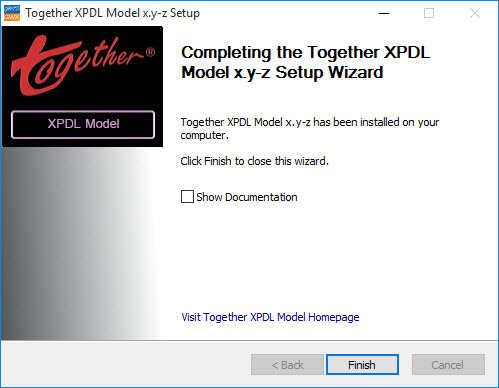 Together XPDL Model x.y-z Setup
together®
XPDL Model
Completing the Together XPDL
Model x.y-z Setup Wizard
Together XPDL Model x.y-z has been installed on your
computer.
Click Finish to close this wizard.
Show Documentation
Visit Together XPDL Model Homepage
< Back
Finish
Cancel